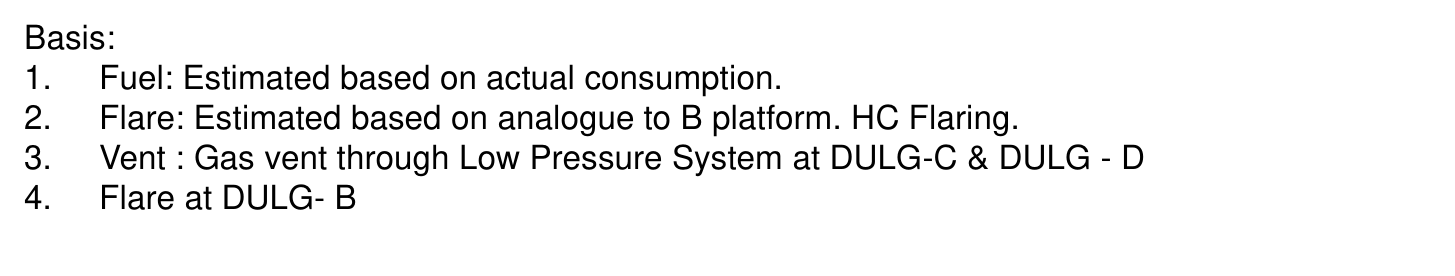 Basis:
1. Fuel: Estimated based on actual consumption.
2. Flare: Estimated based on analogue to B platform. HC Flaring.
3. Vent : Gas vent through Low Pressure System at DULG-C & DULG - D
4. Flare at DULG- B